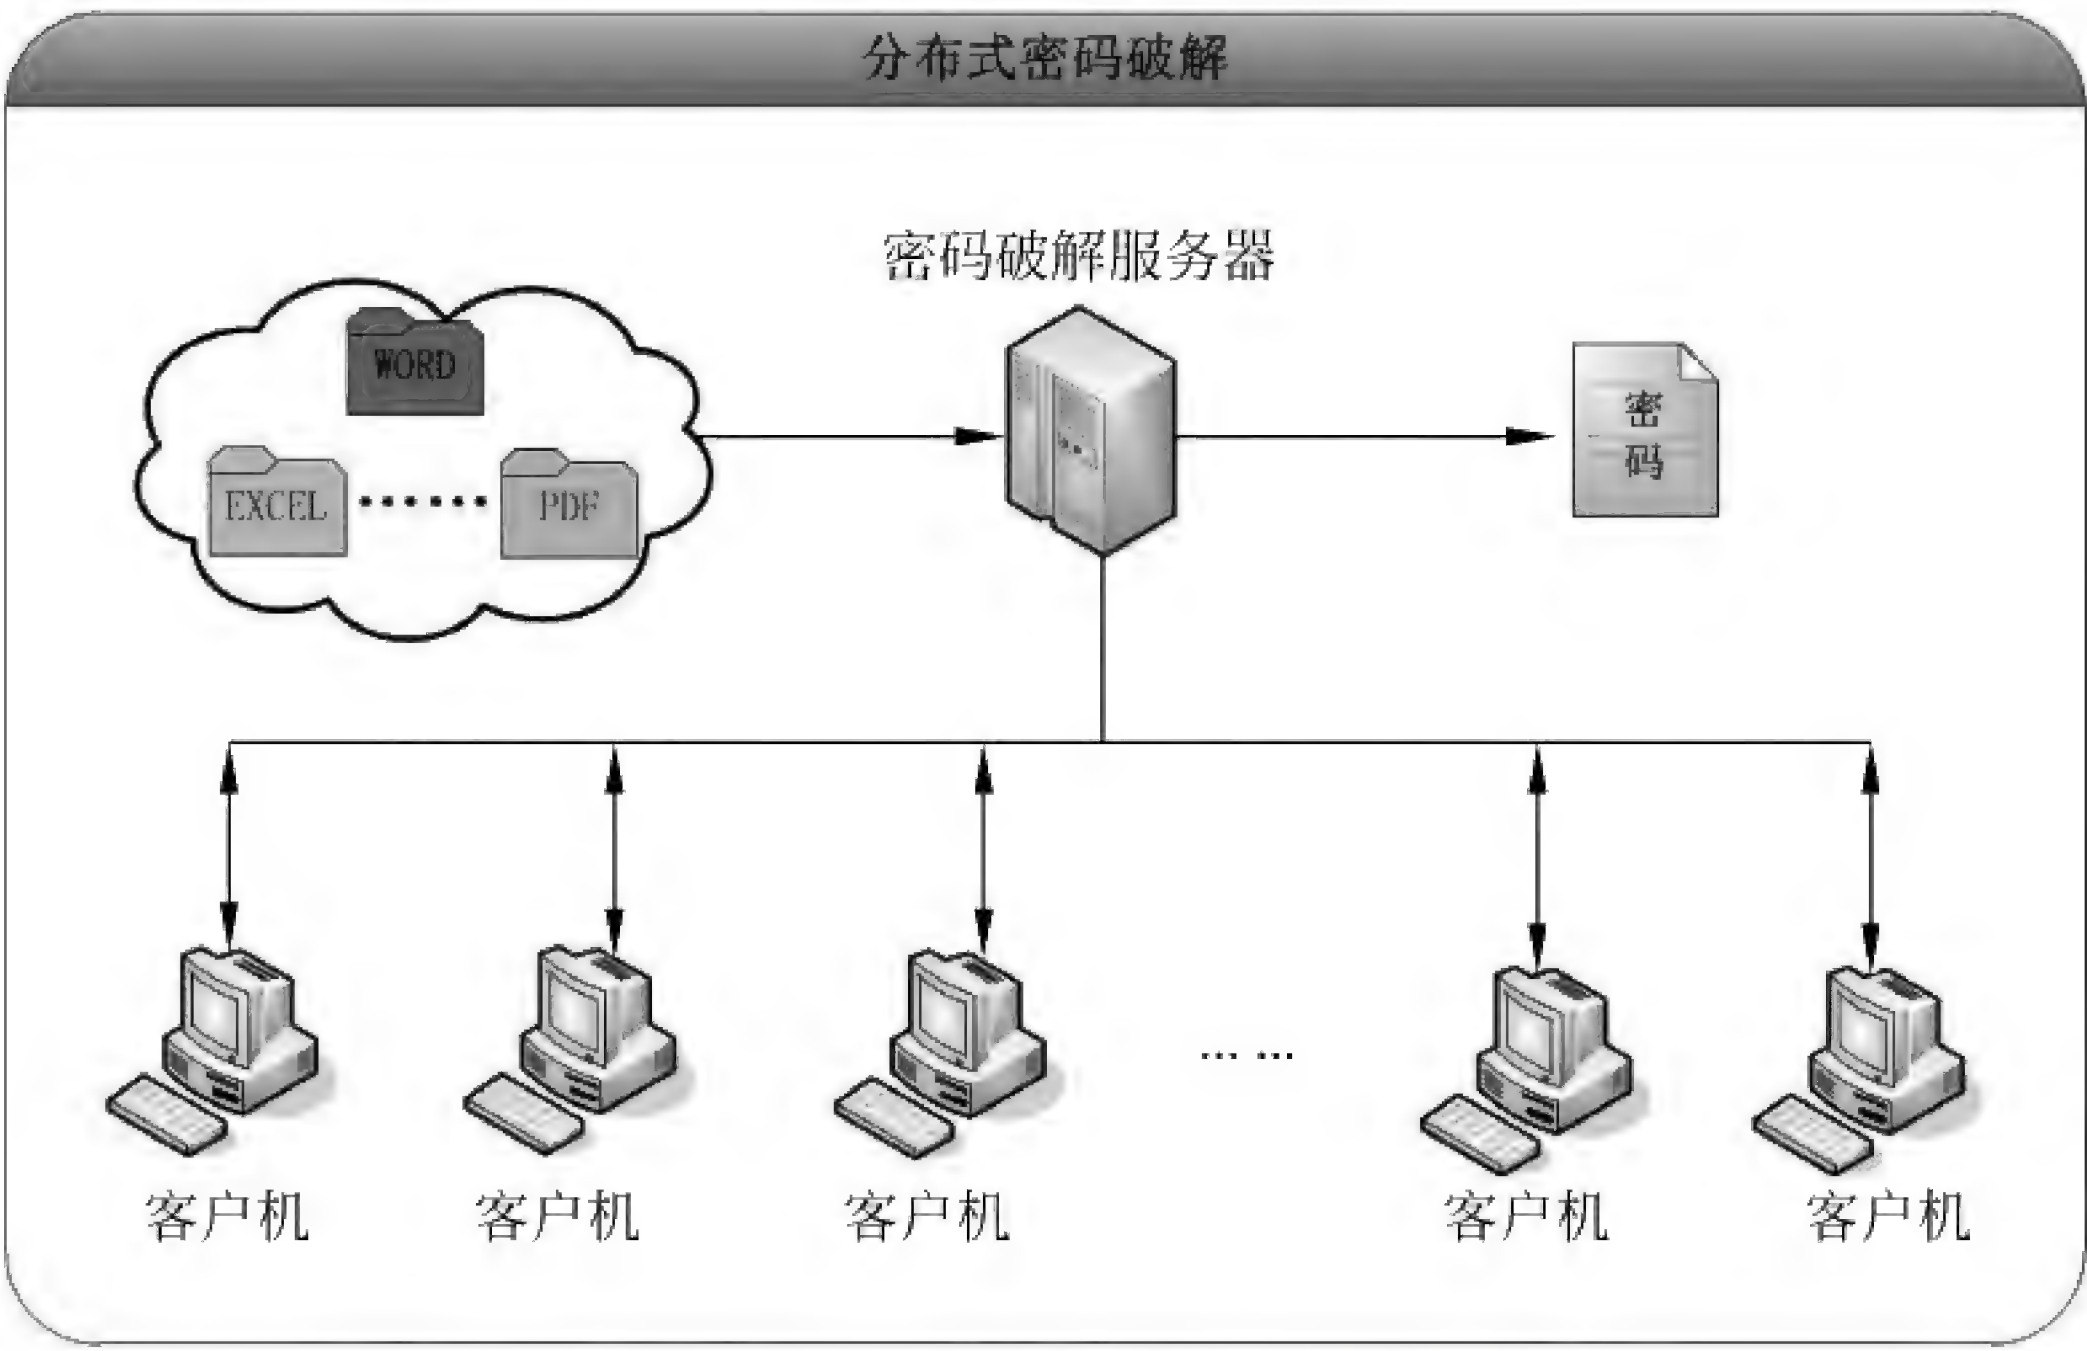 分布式密码破解
密码破解服务器
WORD
EXCEL ······ PDF
密
码
… …
客户机 客户机 客户机 客户机 客户机